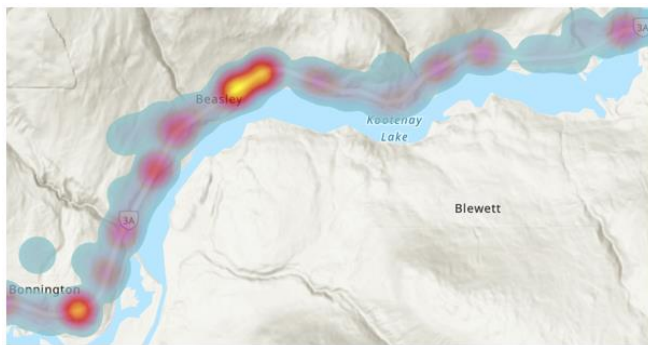 3A
Beasley
Kootenay
Lake
Blewett
3A
Bonnington